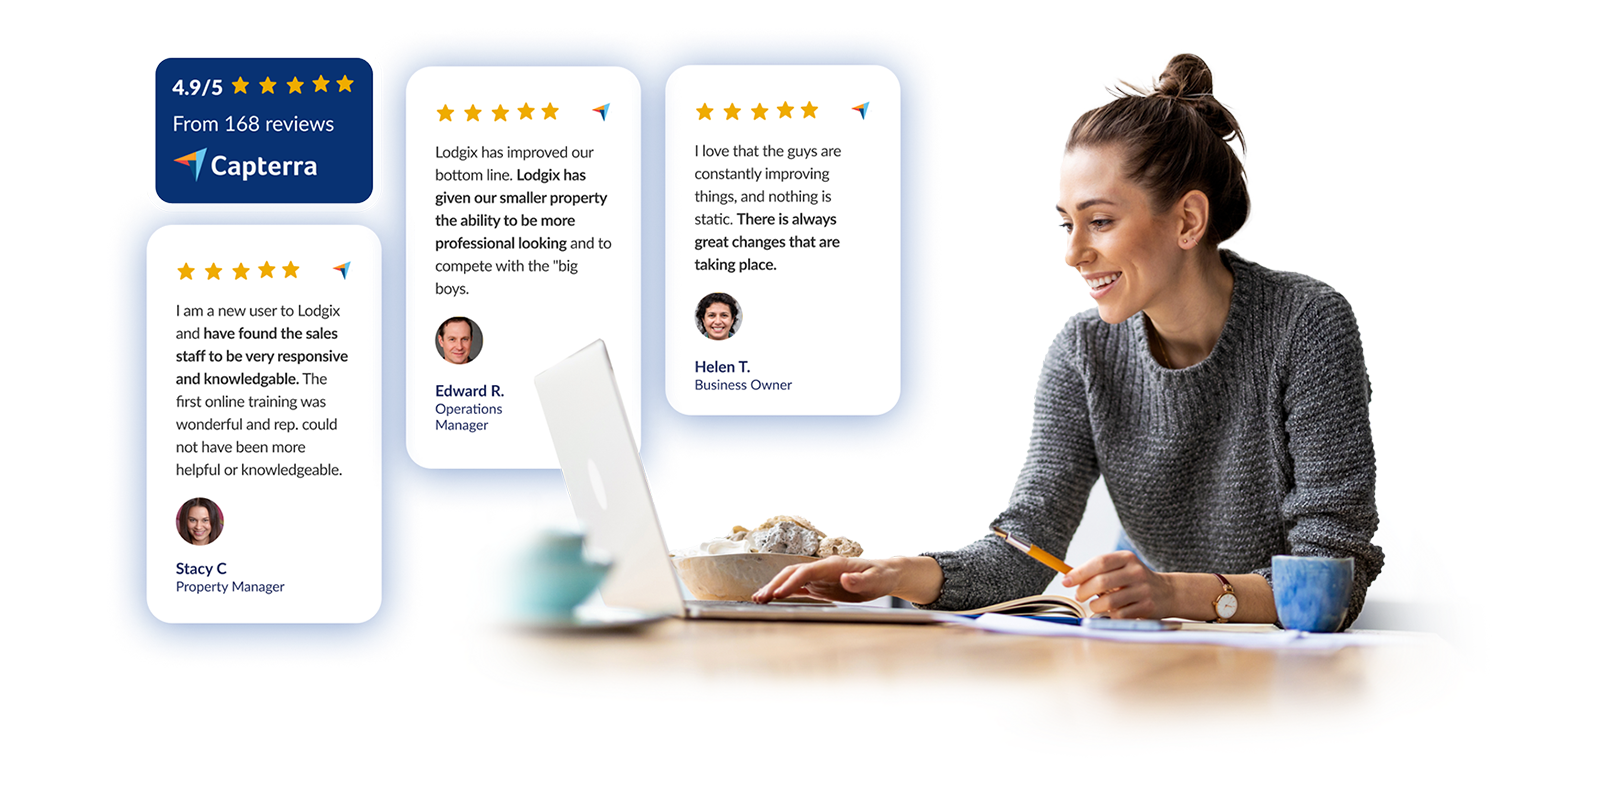 4.9/5
From 168 reviews
Capterra
I am a new user to Lodgix
and have found the sales
staff to be very responsive
and knowledgable. The
first online training was
wonderful and rep. could
not have been more
helpful or knowledgeable.
Stacy C
Property Manager
Lodgix has improved our
bottom line. Lodgix has
given our smaller property
the ability to be more
professional looking and to
compete with the "big
boys.
Edward R.
Operations
Manager
I love that the guys are
constantly improving
things, and nothing is
static. There is always
great changes that are
taking place.
Helen T.
Business Owner